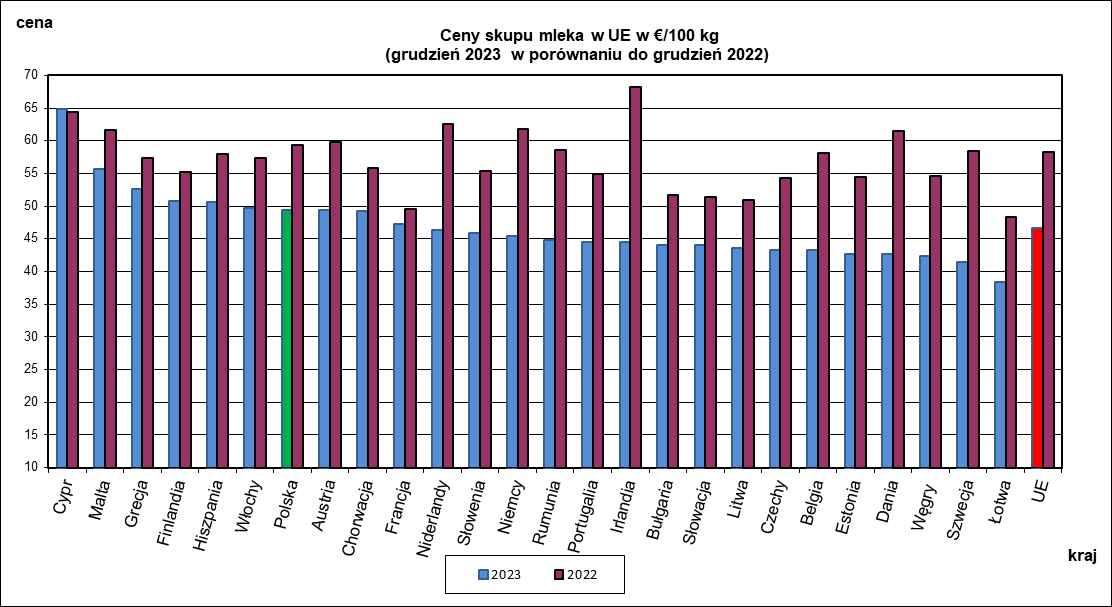 cena
Ceny skupu mleka w UE w €/100 kg
(grudzień 2023 w porównaniu do grudzień 2022)
70
65
60
55
50
45
40
35
30
25
20
15
10
Cypr
Malta
Grecja
Finlandia
Hiszpania
Włochy
Polska
Austria
Chorwacja
Francja
Niderlandy
Słowenia
Niemcy
Rumunia
Portugalia
Irlandia
Bułgaria
Słowacja
Litwa
Czechy
Belgia
Estonia
Dania
Węgry
Szwecja
Łotwa
UE
kraj
2023
2022